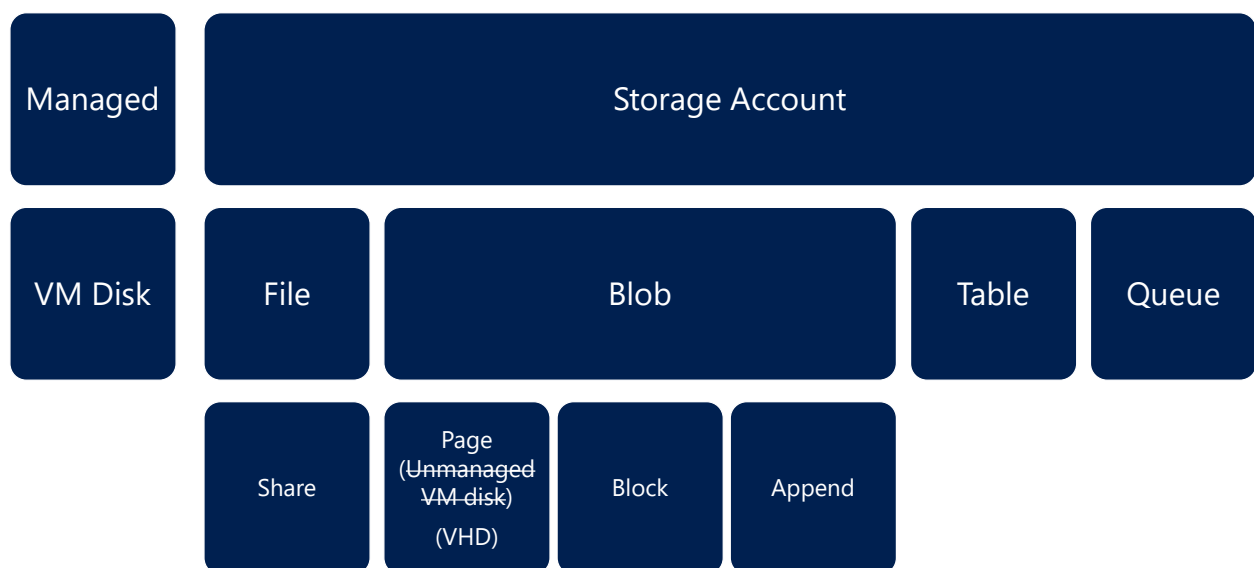 Managed
Storage Account
VM Disk
File
Blob
Table
Queue
Share
Page
(Unmanaged
VM disk)
(VHD)
Block
Append